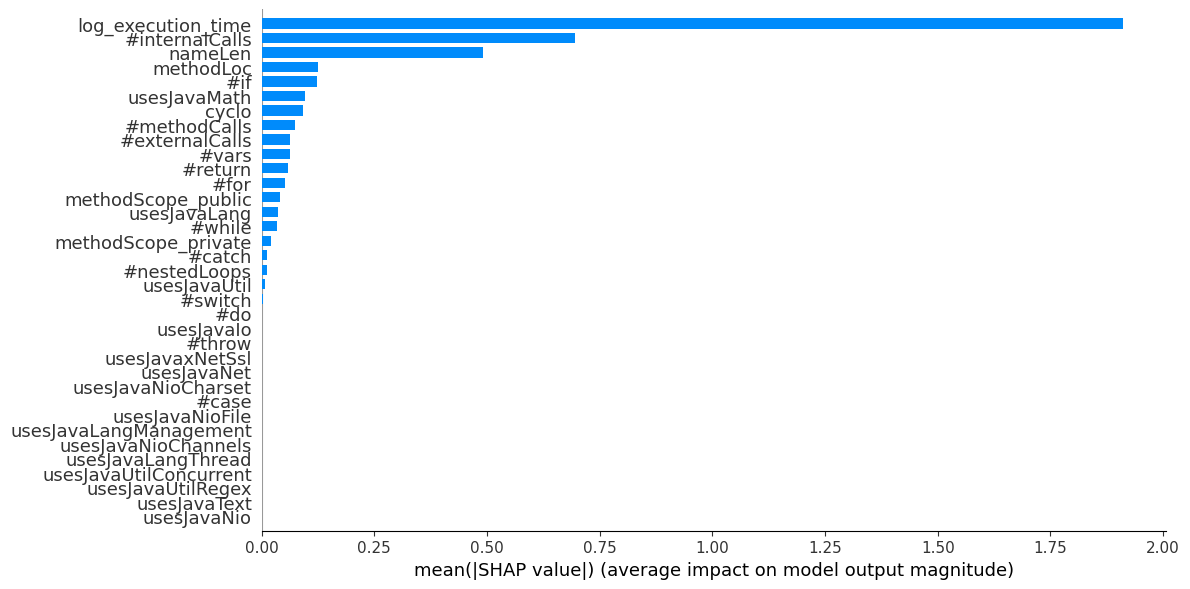 log_execution_time
#internalCalls
nameLen
methodLoc
#if
usesJavaMath
cyclo
#methodCalls
#externalCalls
#vars
#return
#for
methodScope_public
usesJavaLang
#while
methodScope_private
#catch
#nestedLoops
usesJavaUtil
#switch
#do
usesJavaIo
#throw
usesJavaxNetSsl
usesJavaNet
usesJavaNioCharset
#case
usesJavaNioFile
usesJavaLangManagement
usesJavaNioChannels
usesJavaLangThread
usesJavaUtilConcurrent
usesJavaUtilRegex
usesJavaText
usesJavaNio
0.00 0.25 0.50 0.75 1.00 1.25 1.50 1.75 2.00
mean(|SHAP value|) (average impact on model output magnitude)